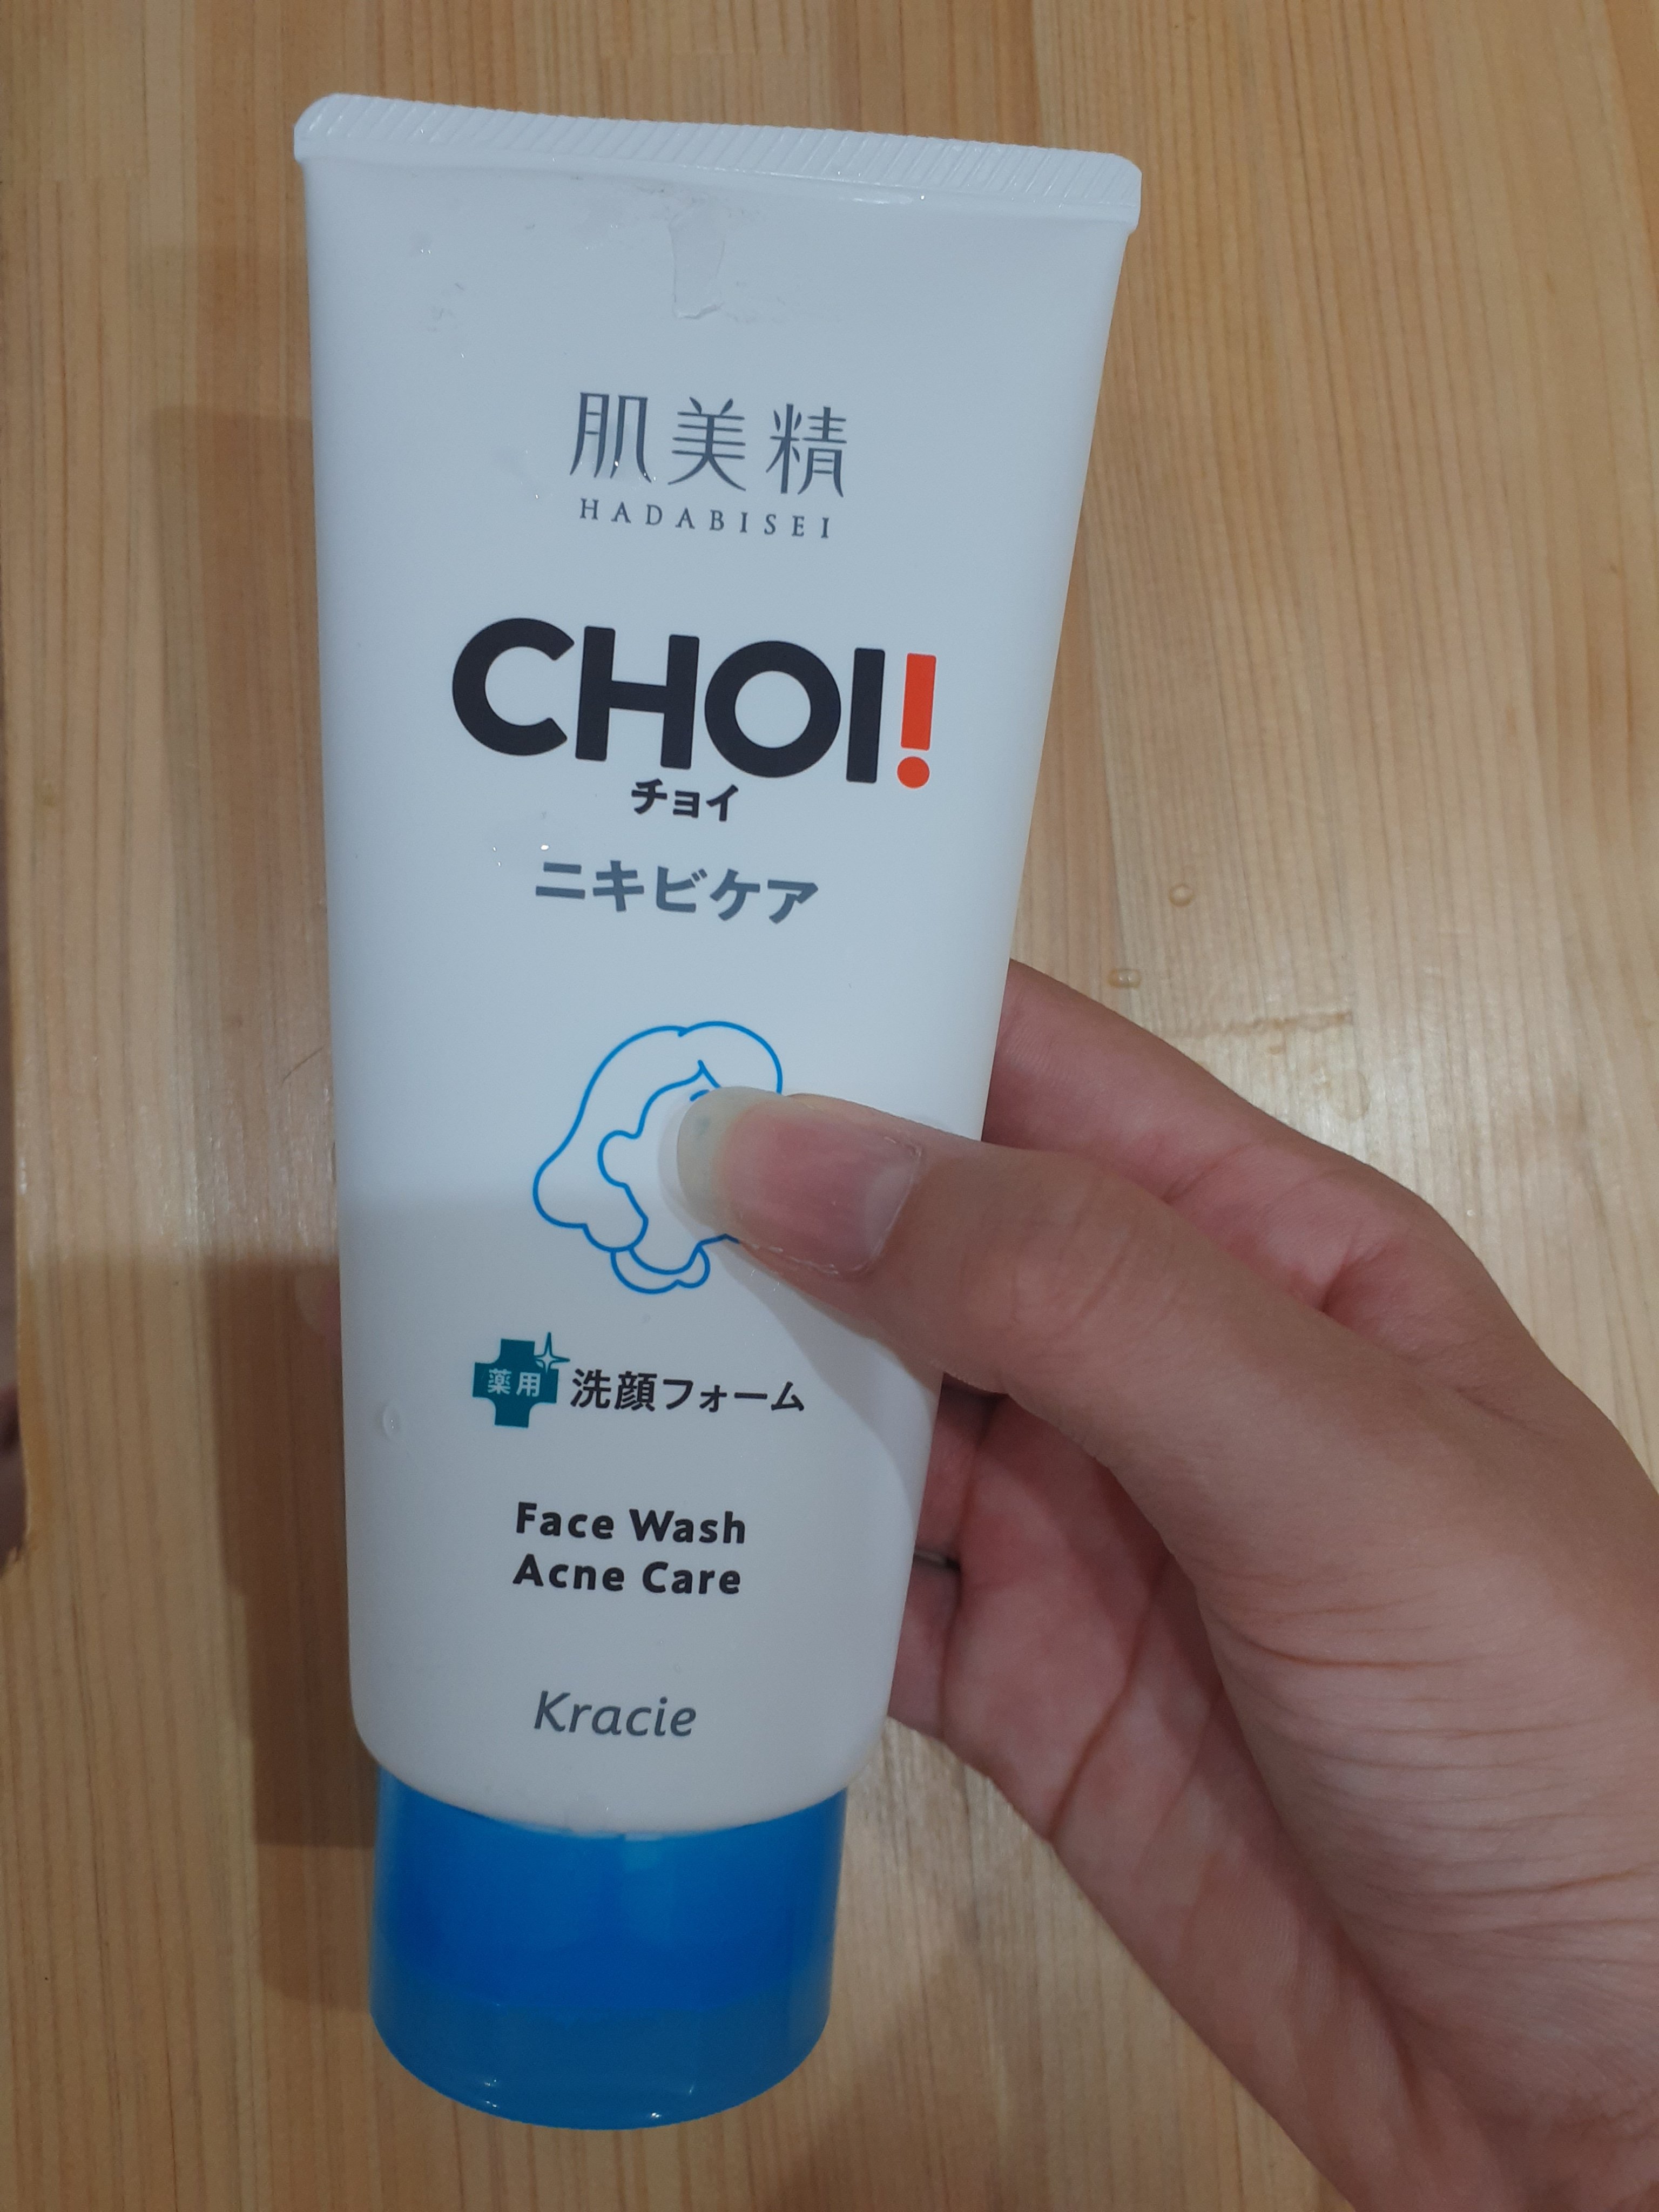 肌美精
HADABISEI
CHOI!
チョイ
ニキビケア
薬用 洗顔フォーム
Face Wash
Acne Care
Kracie